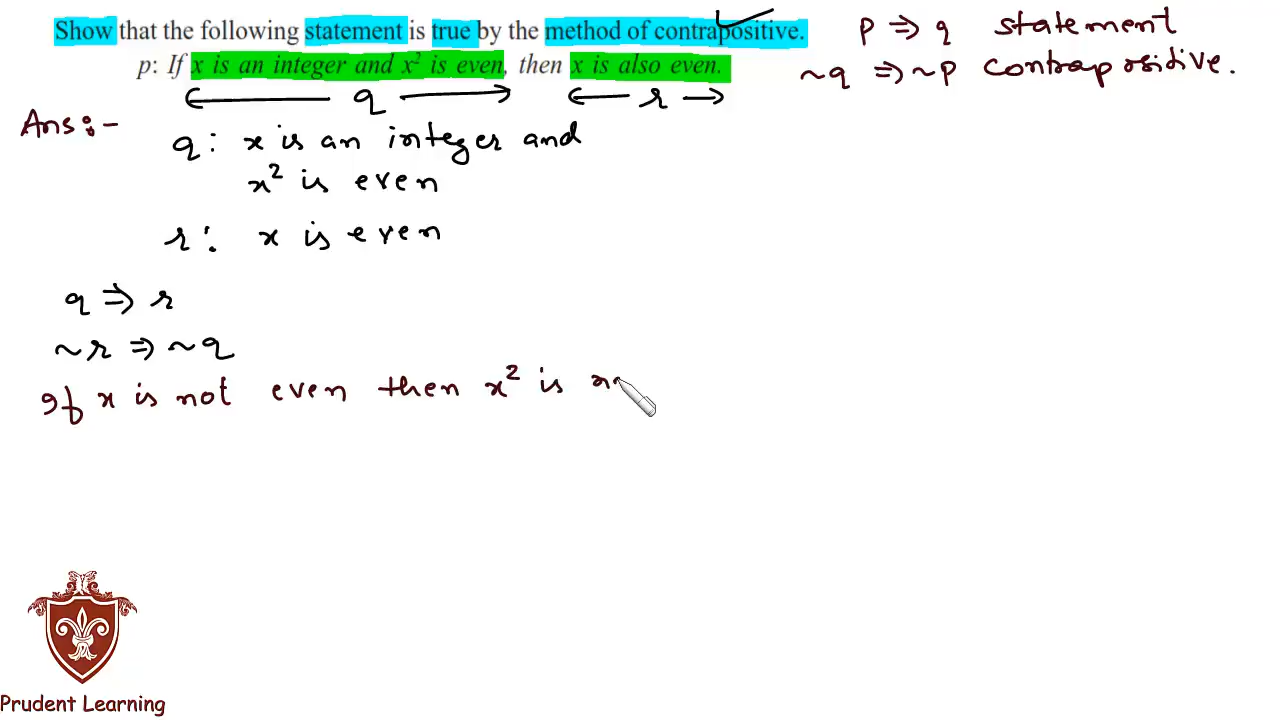 Show that the following statement is true by the method of contrapositive.
p: If x is an integer and x² is even, then x is also even.
p ⇒ q statement
~q ⇒ ~p contrapositive.
q r
Ans:-
q: x is an integer and
x² is even
r: x is even
q ⇒ r
~r ⇒ ~q
If x is not even then x² is
Prudent Learning